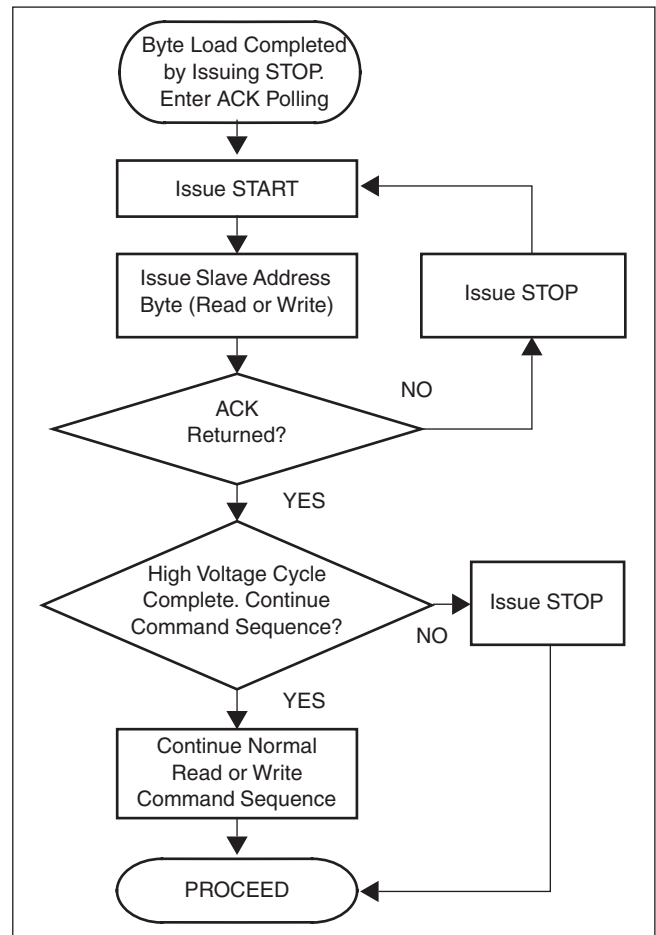 Byte Load Completed
by Issuing STOP.
Enter ACK Polling
Issue START
Issue Slave Address
Byte (Read or Write)
Issue STOP
ACK
Returned?
NO
YES
High Voltage Cycle
Complete. Continue
Command Sequence?
NO
Issue STOP
YES
Continue Normal
Read or Write
Command Sequence
PROCEED